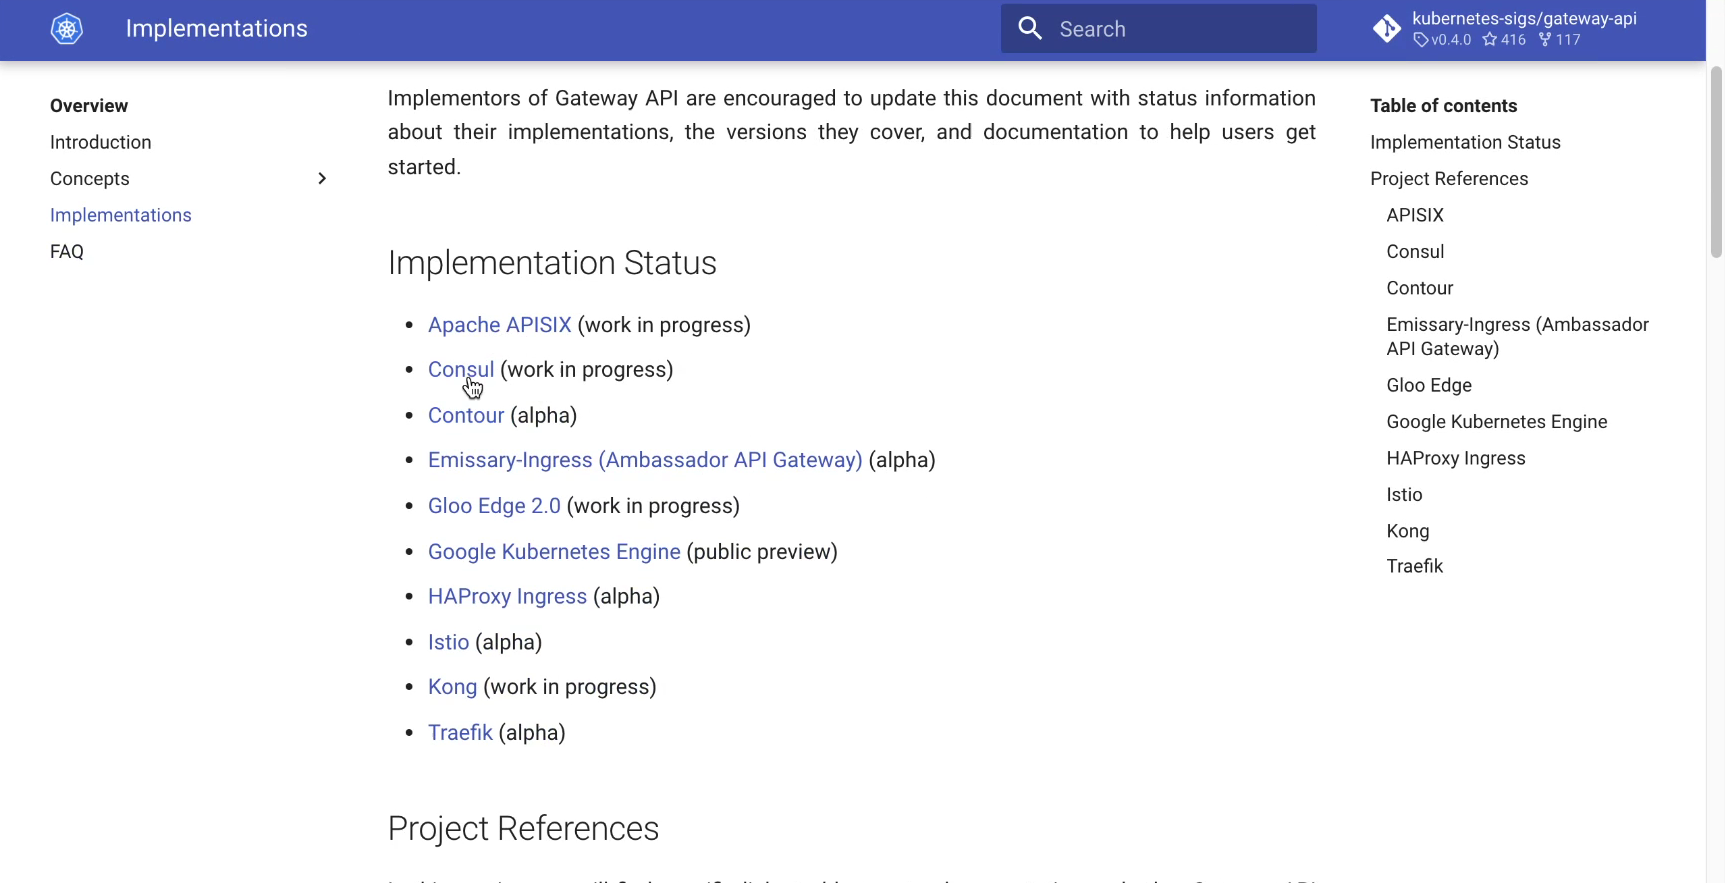 Implementations
Search
kubernetes-sigs/gateway-api
v0.4.0 416 117
Overview
Introduction
Concepts
Implementations
FAQ
Implementors of Gateway API are encouraged to update this document with status information
about their implementations, the versions they cover, and documentation to help users get
started.
Implementation Status
Apache APISIX (work in progress)
Consul (work in progress)
Contour (alpha)
Emissary-Ingress (Ambassador API Gateway) (alpha)
Gloo Edge 2.0 (work in progress)
Google Kubernetes Engine (public preview)
HAProxy Ingress (alpha)
Istio (alpha)
Kong (work in progress)
Traefik (alpha)
Project References
Table of contents
Implementation Status
Project References
APISIX
Consul
Contour
Emissary-Ingress (Ambassador
API Gateway)
Gloo Edge
Google Kubernetes Engine
HAProxy Ingress
Istio
Kong
Traefik